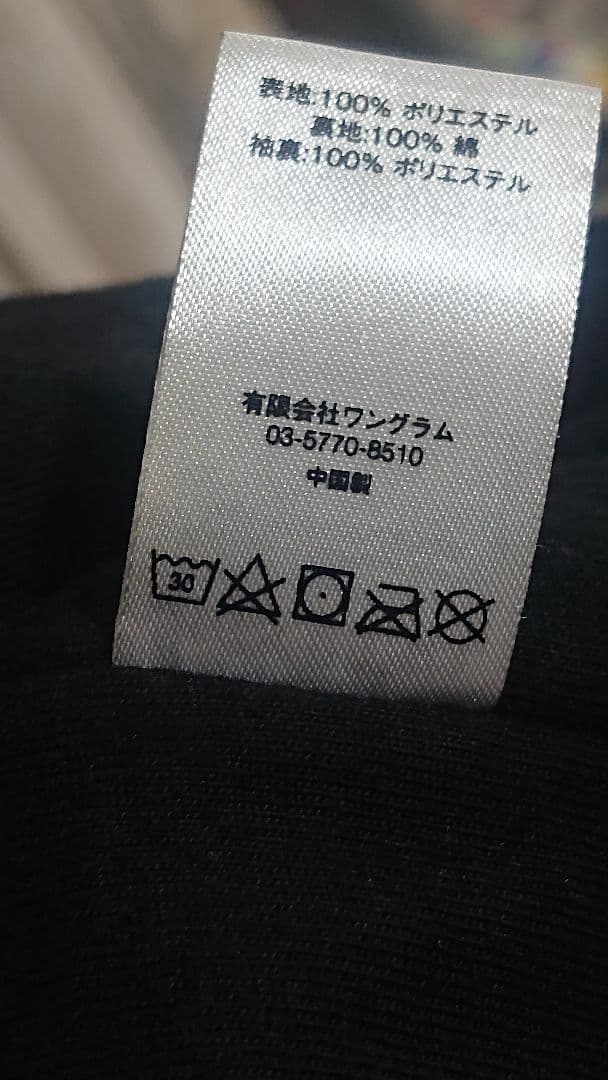 表地:100% ポリエステル
裏地:100% 綿
袖裏:100% ポリエステル
有限会社ワングラム
03-5770-8510
中国製
30